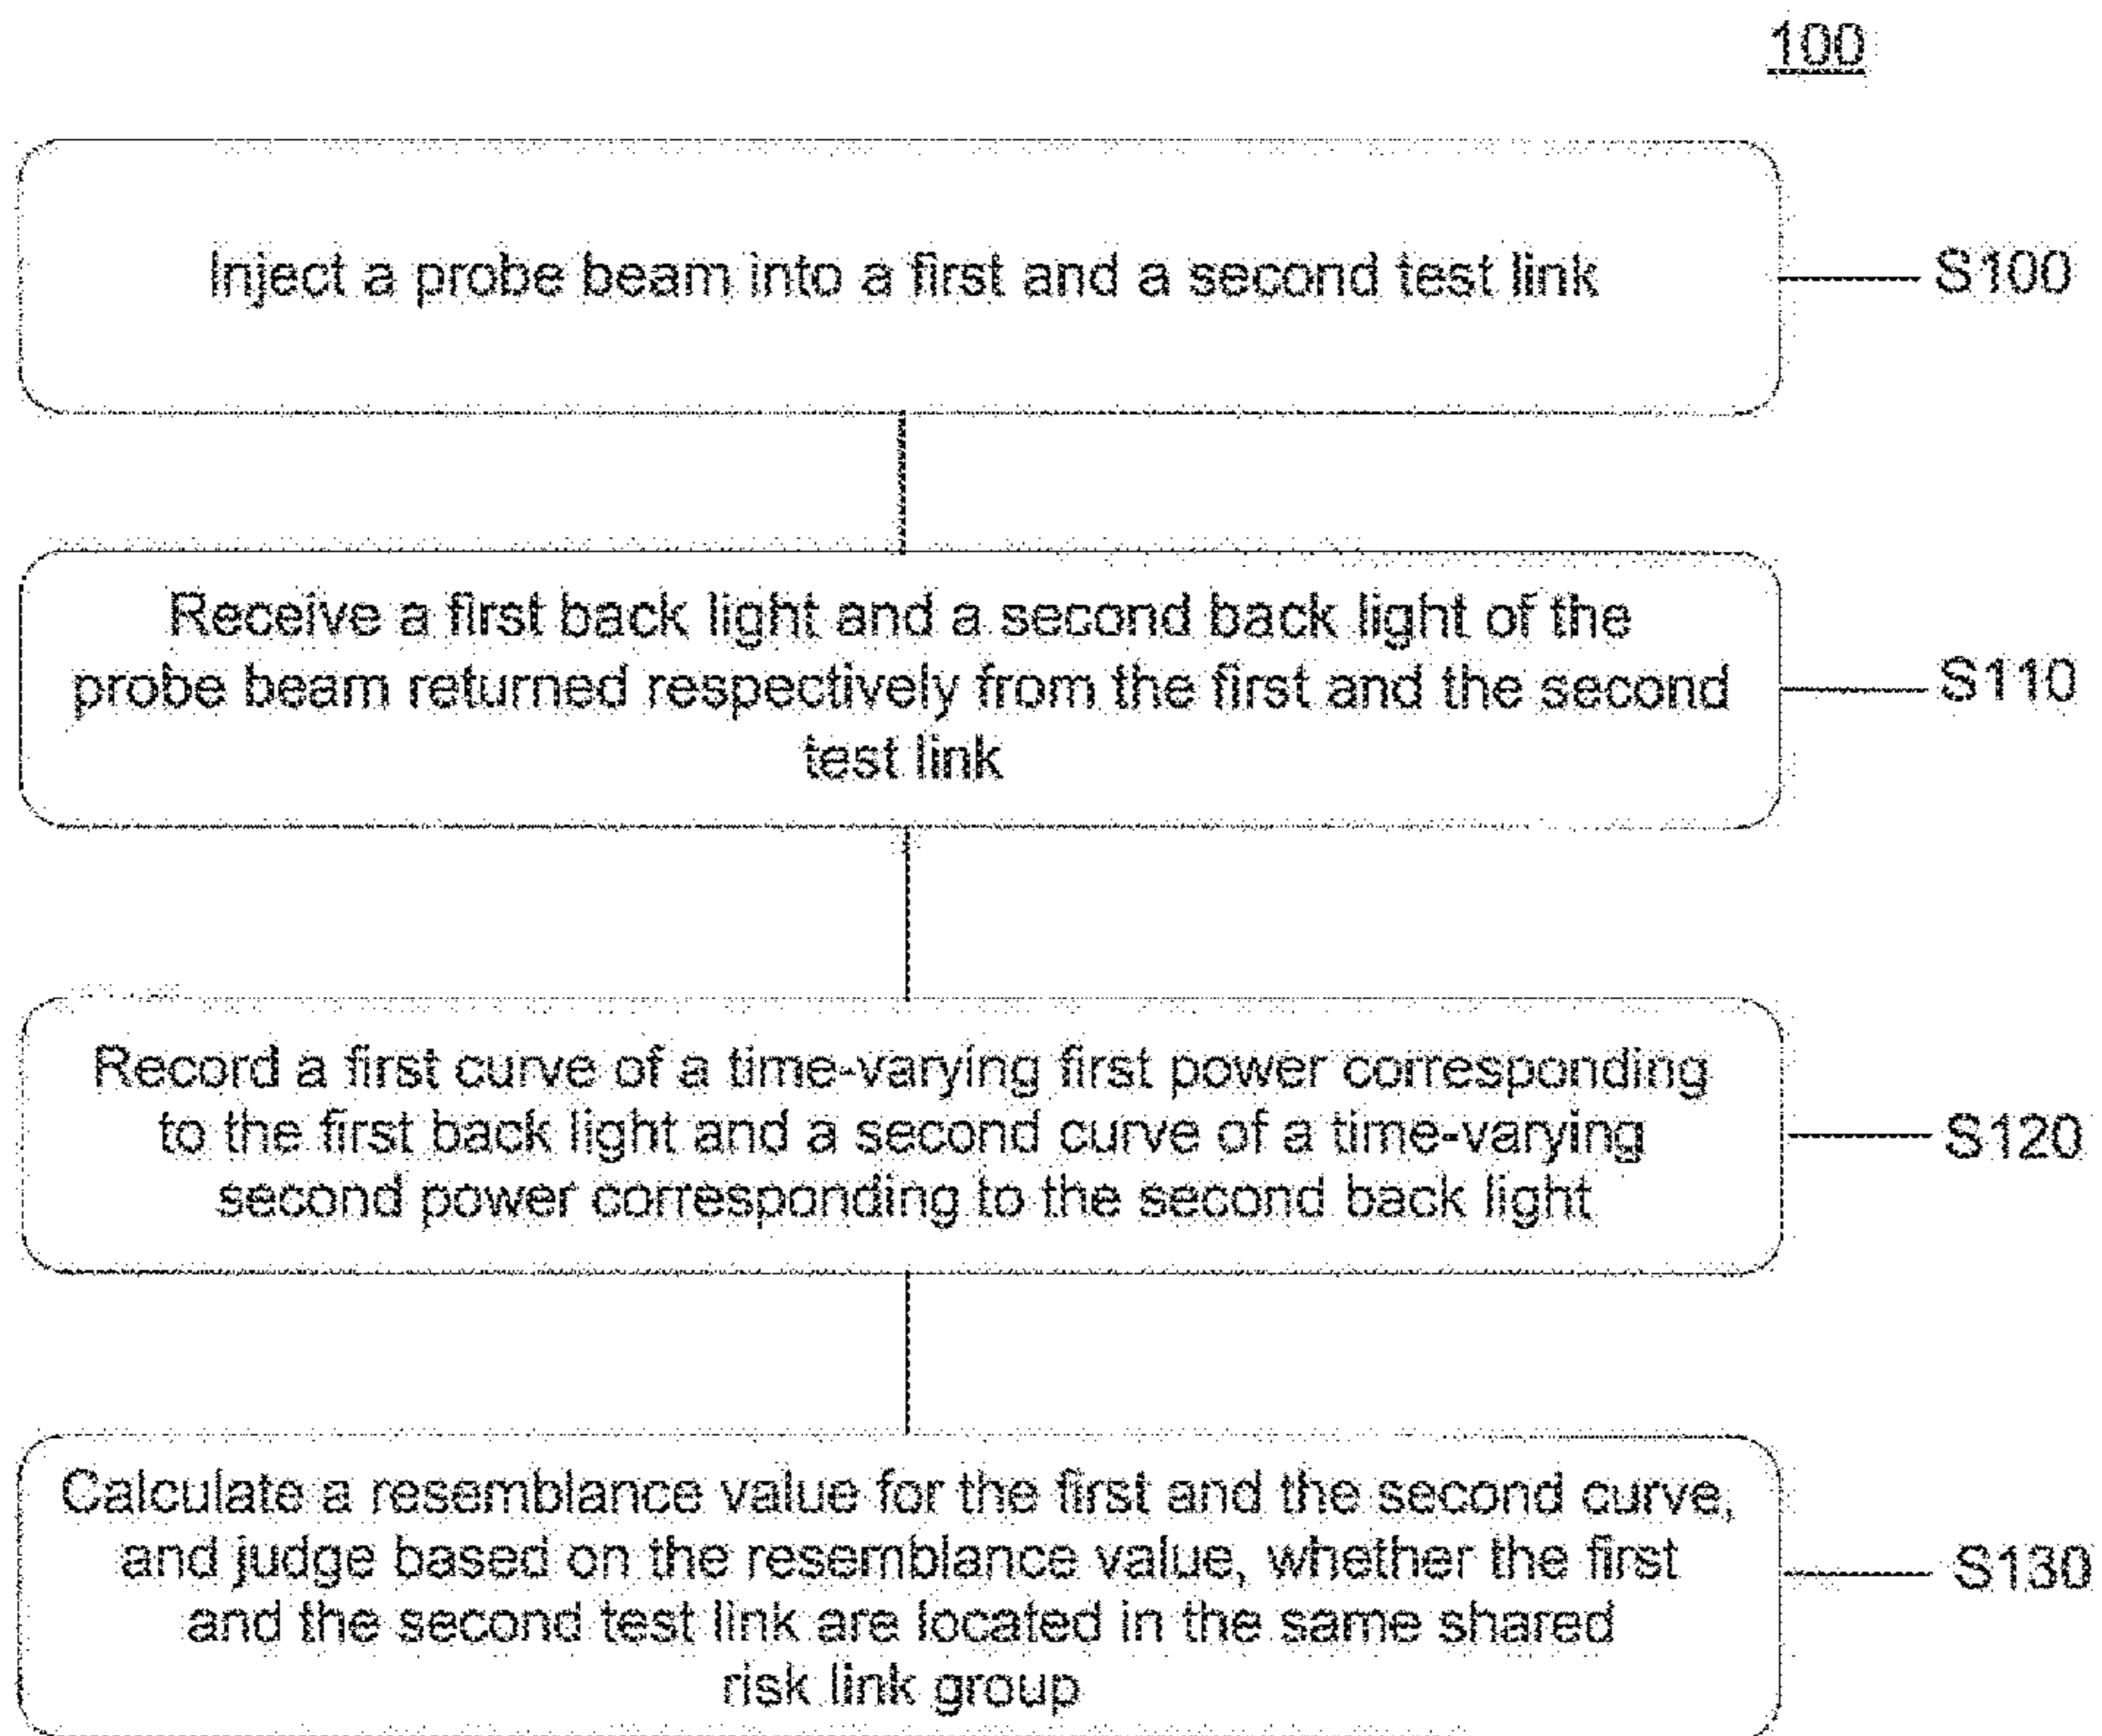 100
Inject a probe beam into a first and a second test link
S100
Receive a first back light and a second back light of the
probe beam returned respectively from the first and the second
test link
S110
Record a first curve of a time-varying first power corresponding
to the first back light and a second curve of a time-varying
second power corresponding to the second back light
S120
Calculate a resemblance value for the first and the second curve,
and judge based on the resemblance value, whether the first
and the second test link are located in the same shared
risk link group
S130